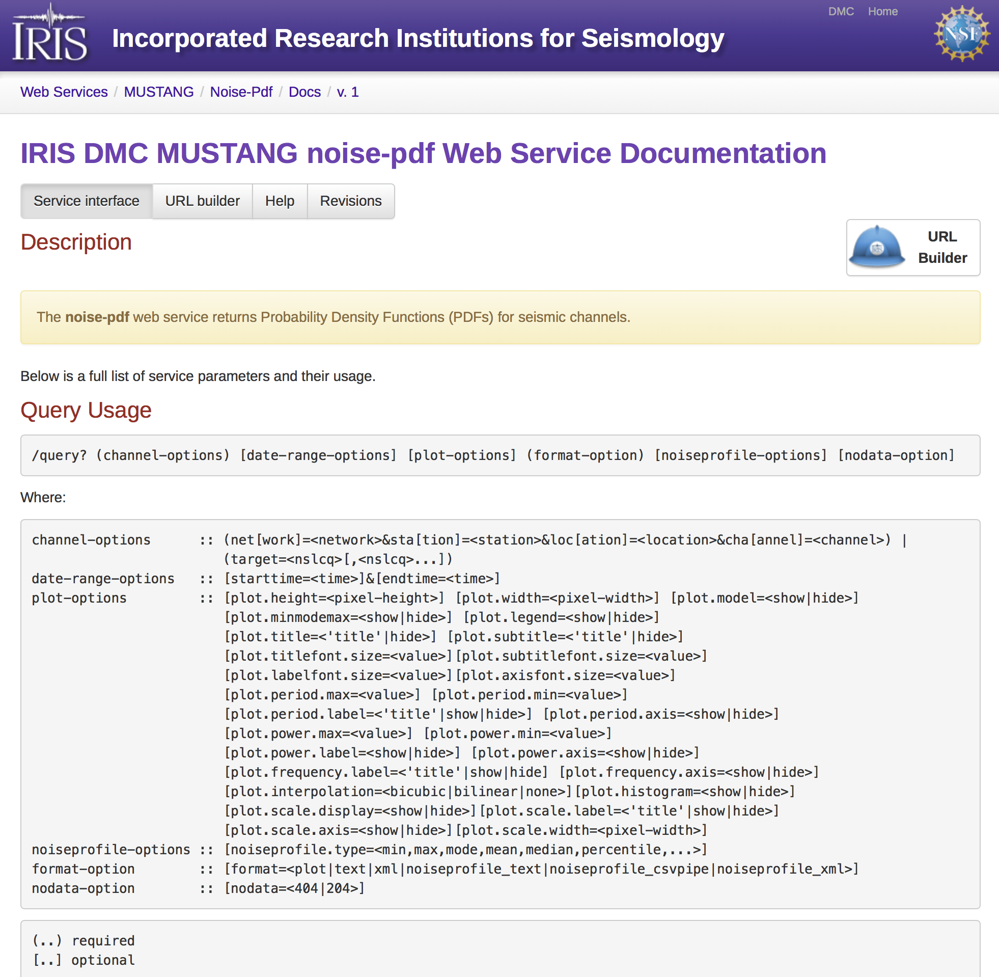 IRIS
Incorporated Research Institutions for Seismology
DMC Home
NSF
Web Services / MUSTANG / Noise-Pdf / Docs / v. 1
IRIS DMC MUSTANG noise-pdf Web Service Documentation
Service interface URL builder Help Revisions
Description
IRIS
URL
Builder
The noise-pdf web service returns Probability Density Functions (PDFs) for seismic channels.
Below is a full list of service parameters and their usage.
Query Usage
/query? (channel-options) [date-range-options] [plot-options] (format-option) [noiseprofile-options] [nodata-option]
Where:
channel-options :: (net[work]=<network>&sta[tion]=<station>&loc[ation]=<location>&cha[annel]=<channel>) |
(target=<nslcq>[,<nslcq>...])
date-range-options :: [starttime=<time>]&[endtime=<time>]
plot-options :: [plot.height=<pixel-height>] [plot.width=<pixel-width>] [plot.model=<show|hide>]
[plot.minmodemax=<show|hide>] [plot.legend=<show|hide>]
[plot.title=<'title'|hide>] [plot.subtitle=<'title'|hide>]
[plot.titlefont.size=<value>][plot.subtitlefont.size=<value>]
[plot.labelfont.size=<value>][plot.axisfont.size=<value>]
[plot.period.max=<value>] [plot.period.min=<value>]
[plot.period.label=<'title'|show|hide>] [plot.period.axis=<show|hide>]
[plot.power.max=<value>] [plot.power.min=<value>]
[plot.power.label=<show|hide>] [plot.power.axis=<show|hide>]
[plot.frequency.label=<'title'|show|hide] [plot.frequency.axis=<show|hide>]
[plot.interpolation=<bicubic|bilinear|none>][plot.histogram=<show|hide>]
[plot.scale.display=<show|hide>][plot.scale.label=<'title'|show|hide>]
[plot.scale.axis=<show|hide>][plot.scale.width=<pixel-width>]
noiseprofile-options :: [noiseprofile.type=<min,max,mode,mean,median,percentile,...>]
format-option :: [format=<plot|text|xml|noiseprofile_text|noiseprofile_csvpipe|noiseprofile_xml>]
nodata-option :: [nodata=<404|204>]
(..) required
[..] optional